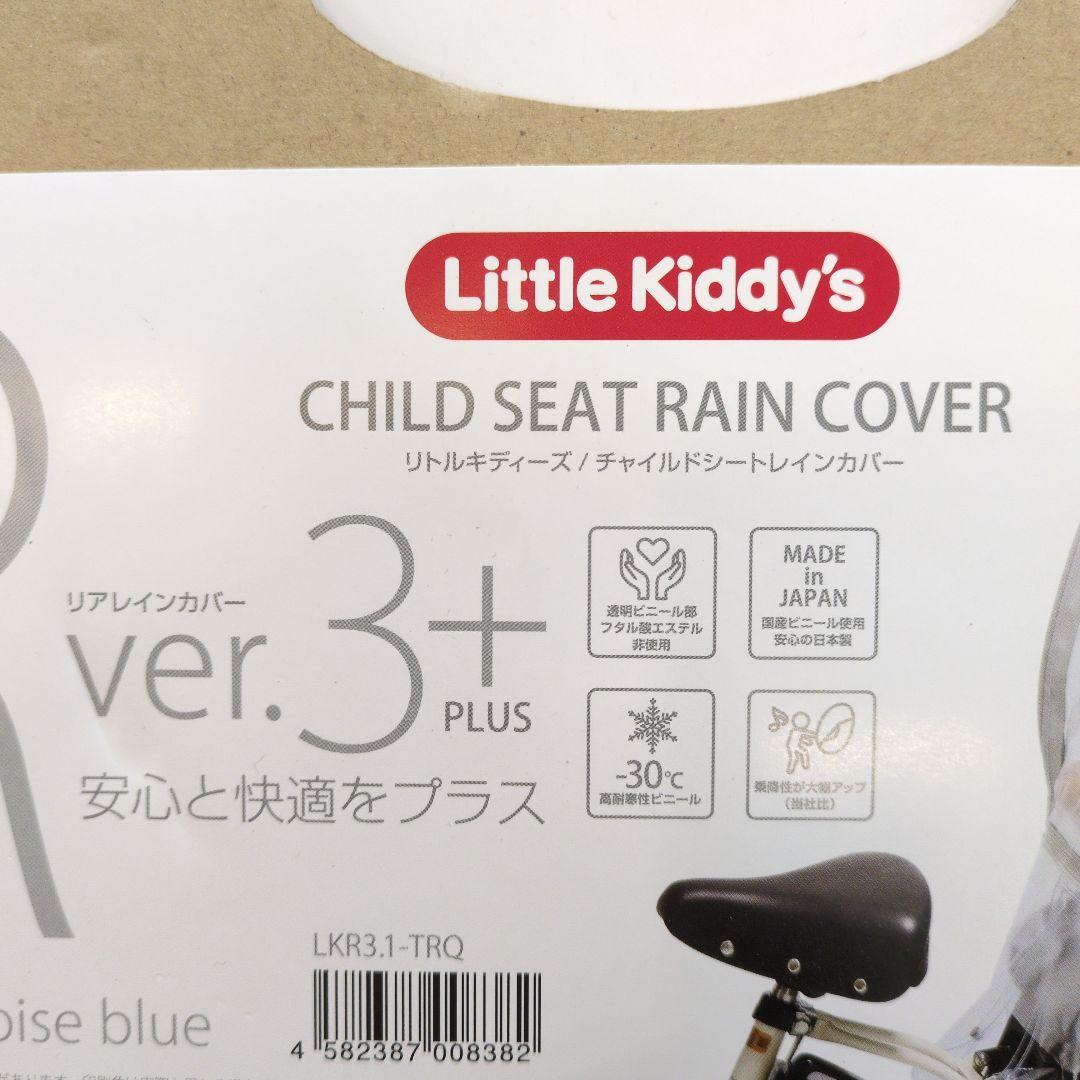 Little Kiddy's
CHILD SEAT RAIN COVER
リトルキディーズ / チャイルドシートレインカバー
R
リアレインカバー
ver.3+
PLUS
安心と快適をプラス
透明ビニール部
フタル酸エステル
非使用
MADE
in
JAPAN
国産ビニール使用
安心の日本製
-30℃
高耐寒性ビニール
乗降性が大幅アップ
(当社比)
LKR3.1-TRQ
4 582387 008382
oise blue